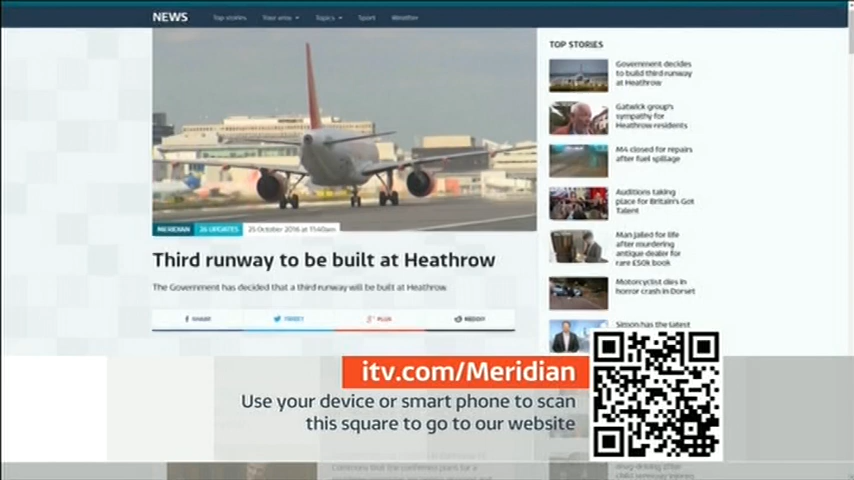 NEWS
Top stories Your area Topics Sport Weather
TOP STORIES
Government decides
to build third runway
at Heathrow
Gatwick group's
sympathy for
Heathrow residents
M4 closed for repairs
after fuel spillage
Auditions taking
place for Britain's Got
Talent
Man jailed for life
after murdering
antique dealer for
rare £50k book
Motorcyclist dies in
horror crash in Dorset
Simon has the latest
MERIDIAN 26 UPDATES 25 October 2016 at 11:40am
Third runway to be built at Heathrow
The Government has decided that a third runway will be built at Heathrow
SHARE TWEET PLUS REDDIT
itv.com/Meridian
Use your device or smart phone to scan
this square to go to our website